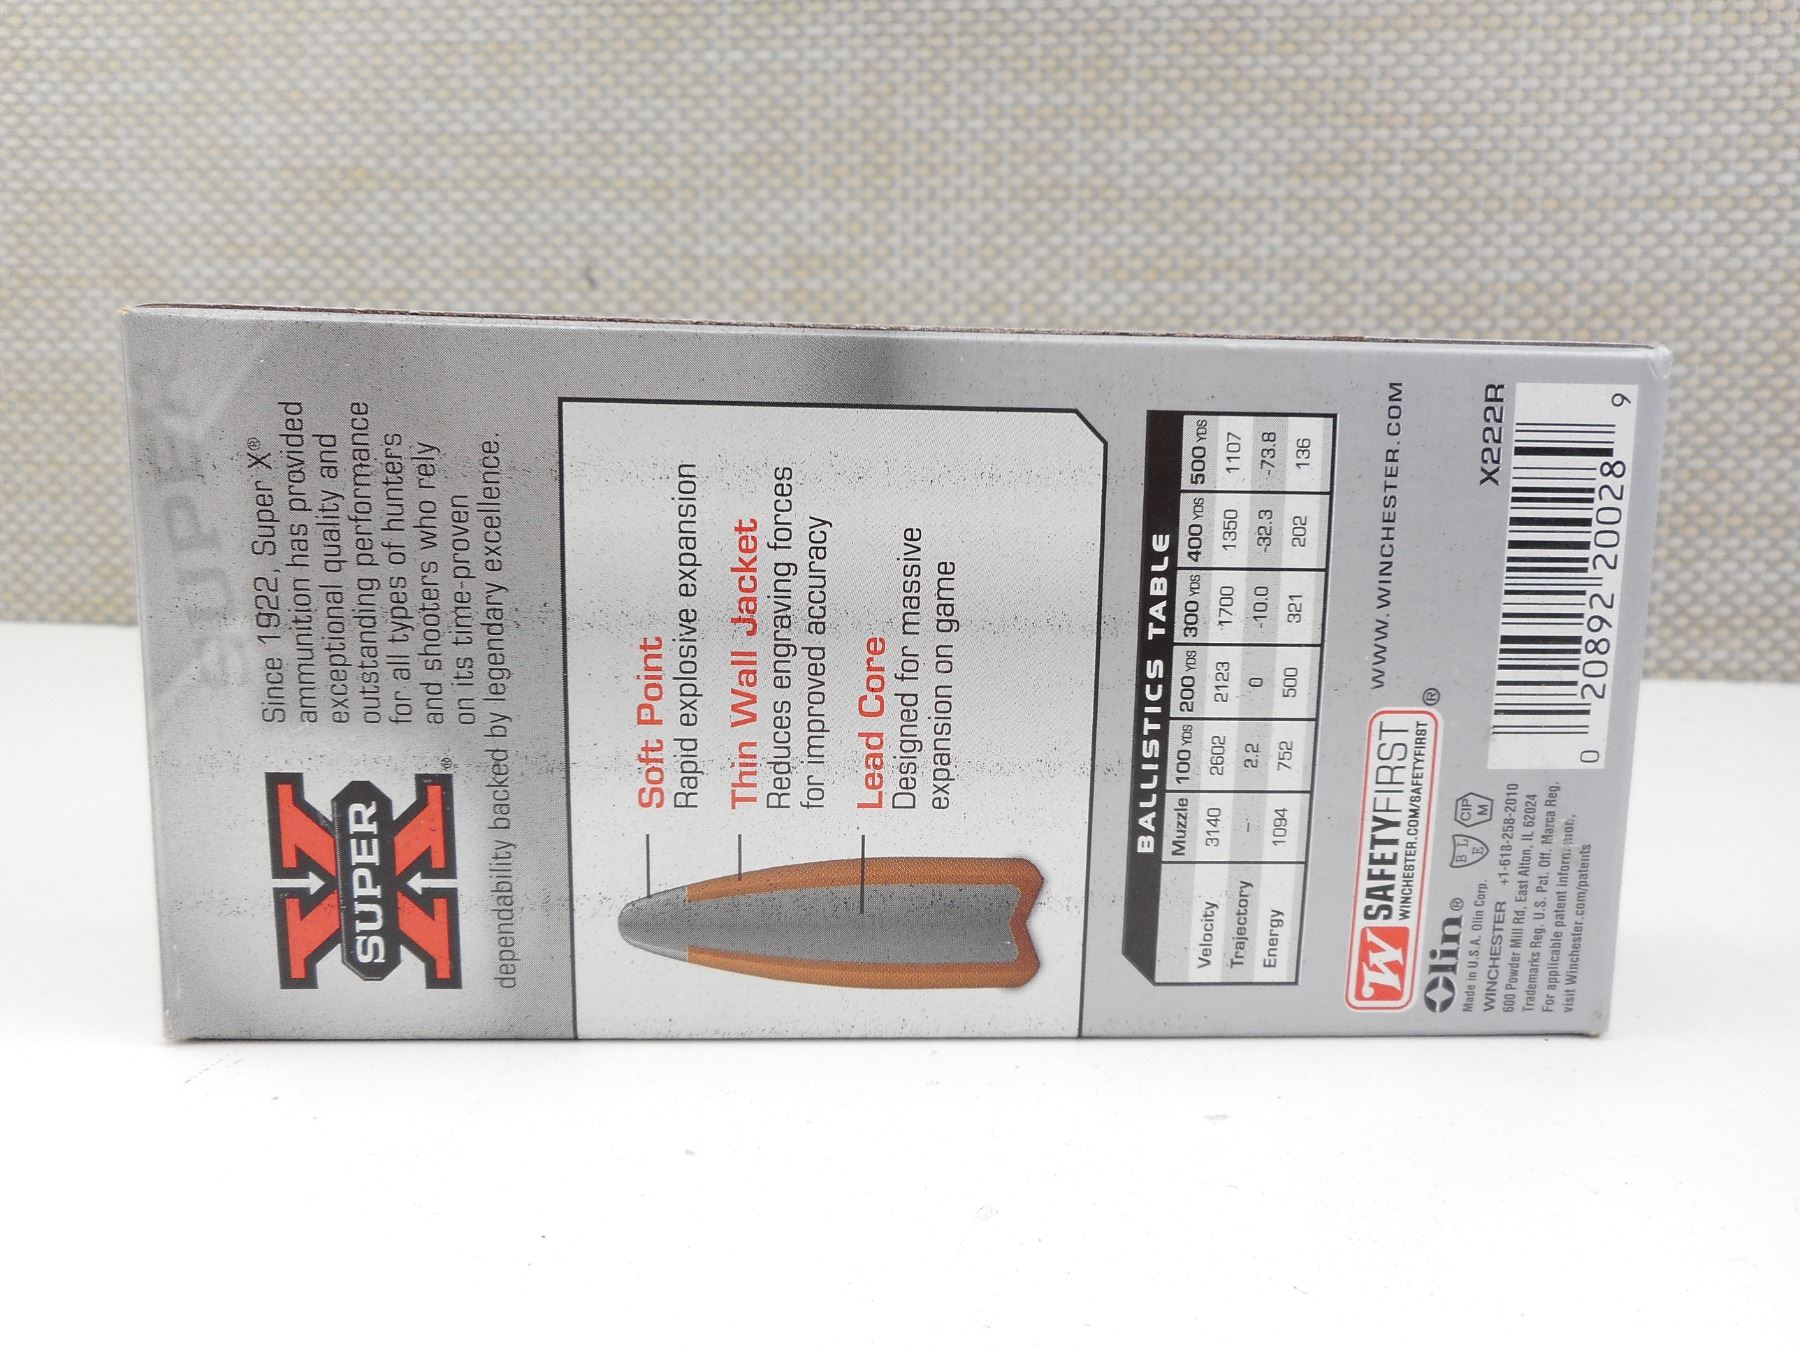 SUPER
X
SUPER
®
Since 1922, Super X®
ammunition has provided
exceptional quality and
outstanding performance
for all types of hunters
and shooters who rely
on its time-proven
dependability backed by legendary excellence.
Soft Point
Rapid explosive expansion
Thin Wall Jacket
Reduces engraving forces
for improved accuracy
Lead Core
Designed for massive
expansion on game
BALLISTICS TABLE
Muzzle 100 YDS 200 YDS 300 YDS 400 YDS 500 YDS
Velocity 3140 2602 2123 1700 1350 1107
Trajectory – 2.2 0 -10.0 -32.3 -73.8
Energy 1094 752 500 321 202 136
W SAFETYFIRST
WINCHESTER.COM/SAFETYFIRST
®
WWW.WINCHESTER.COM
Olin®
Made in U.S.A. Olin Corp.
WINCHESTER +1-618-258-2010
600 Powder Mill Rd, East Alton, IL 62024
Trademarks Reg. U.S. Pat. Off. Marca Reg.
For applicable patent information,
visit Winchester.com/patents
B L E
CIP
M
X222R
0 20892 20028 9